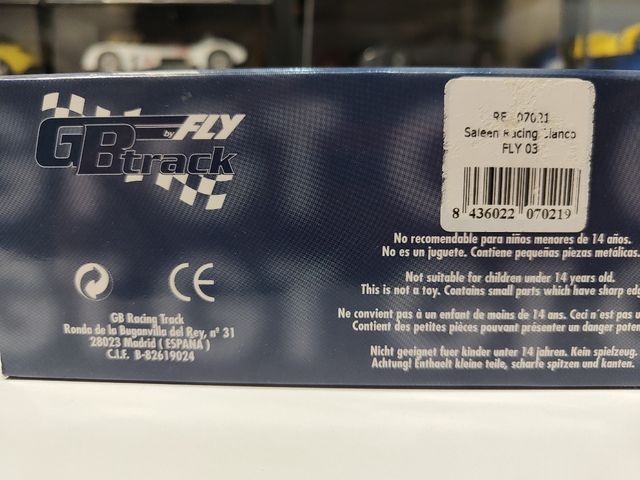 GBtrack by FLY
07021
Saleen Racing
FLY 03
8 436022 070219
No recomendable para niños menores de 14 años.
No es un juguete. Contiene pequeñas piezas metálicas.
Not suitable for children under 14 years old.
This is not a toy. Contains small parts which have sharp
Ne convient pas à un enfant de moins de 14 ans. Ceci n'est pas
Contient des petites pièces pouvant présenter un danger
Nicht geeignet fuer kinder unter 14 jahren. Kein spielzeug.
Achtung! Enthaelt kleine teile, scharfe spitzen und kanten.
CE
GB Racing Track
Ronda de la Buganvilla del Rey, nº 31
28023 Madrid ( ESPAÑA )
C.I.F. B-82619024